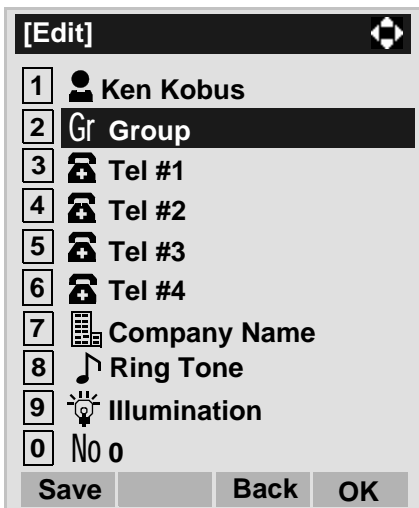 [Edit]
1 Ken Kobus
2 Gr Group
3 Tel #1
4 Tel #2
5 Tel #3
6 Tel #4
7 Company Name
8 Ring Tone
9 Illumination
0 No 0
Save Back OK